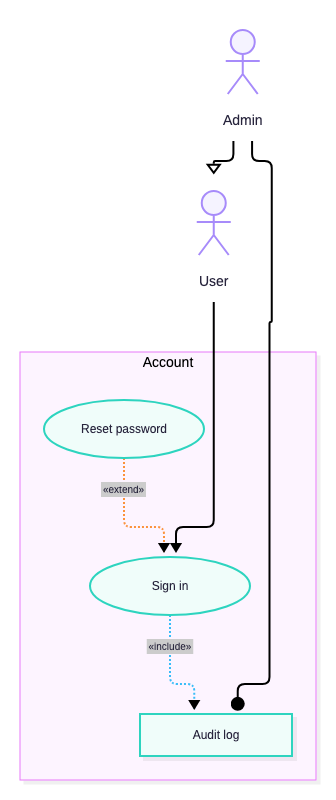 Admin
User
Account
Reset password
«extend»
Sign in
«include»
Audit log